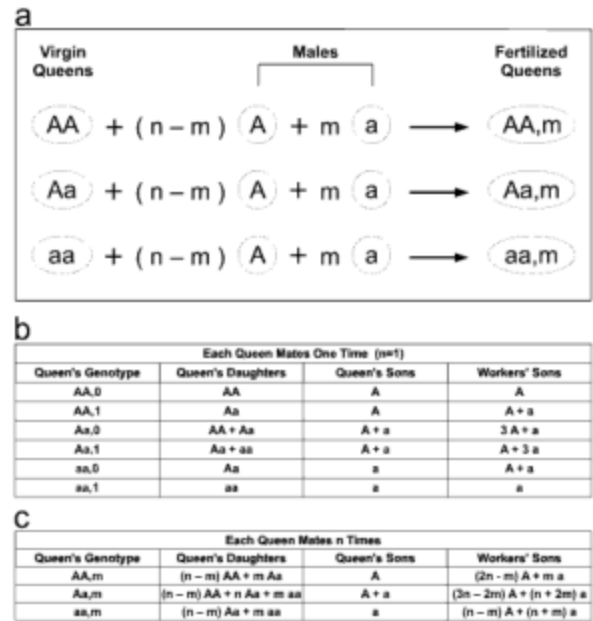 a
Virgin Queens Males Fertilized Queens
AA + ( n – m ) A + m a AA,m
Aa + ( n – m ) A + m a Aa,m
aa + ( n – m ) A + m a aa,m
b
Each Queen Mates One Time (n=1)
Queen's Genotype Queen's Daughters Queen's Sons Workers' Sons
AA,0 AA A A
AA,1 Aa A A + a
Aa,0 AA + Aa A + a 3 A + a
Aa,1 Aa + aa A + a A + 3 a
aa,0 Aa a A + a
aa,1 aa a a
c
Each Queen Mates n Times
Queen's Genotype Queen's Daughters Queen's Sons Workers' Sons
AA,m (n – m) AA + m Aa A (2n - m) A + m a
Aa,m (n – m) AA + n Aa + m aa A + a (3n – 2m) A + (n + 2m) a
aa,m (n – m) Aa + m aa a (n – m) A + (n + m) a